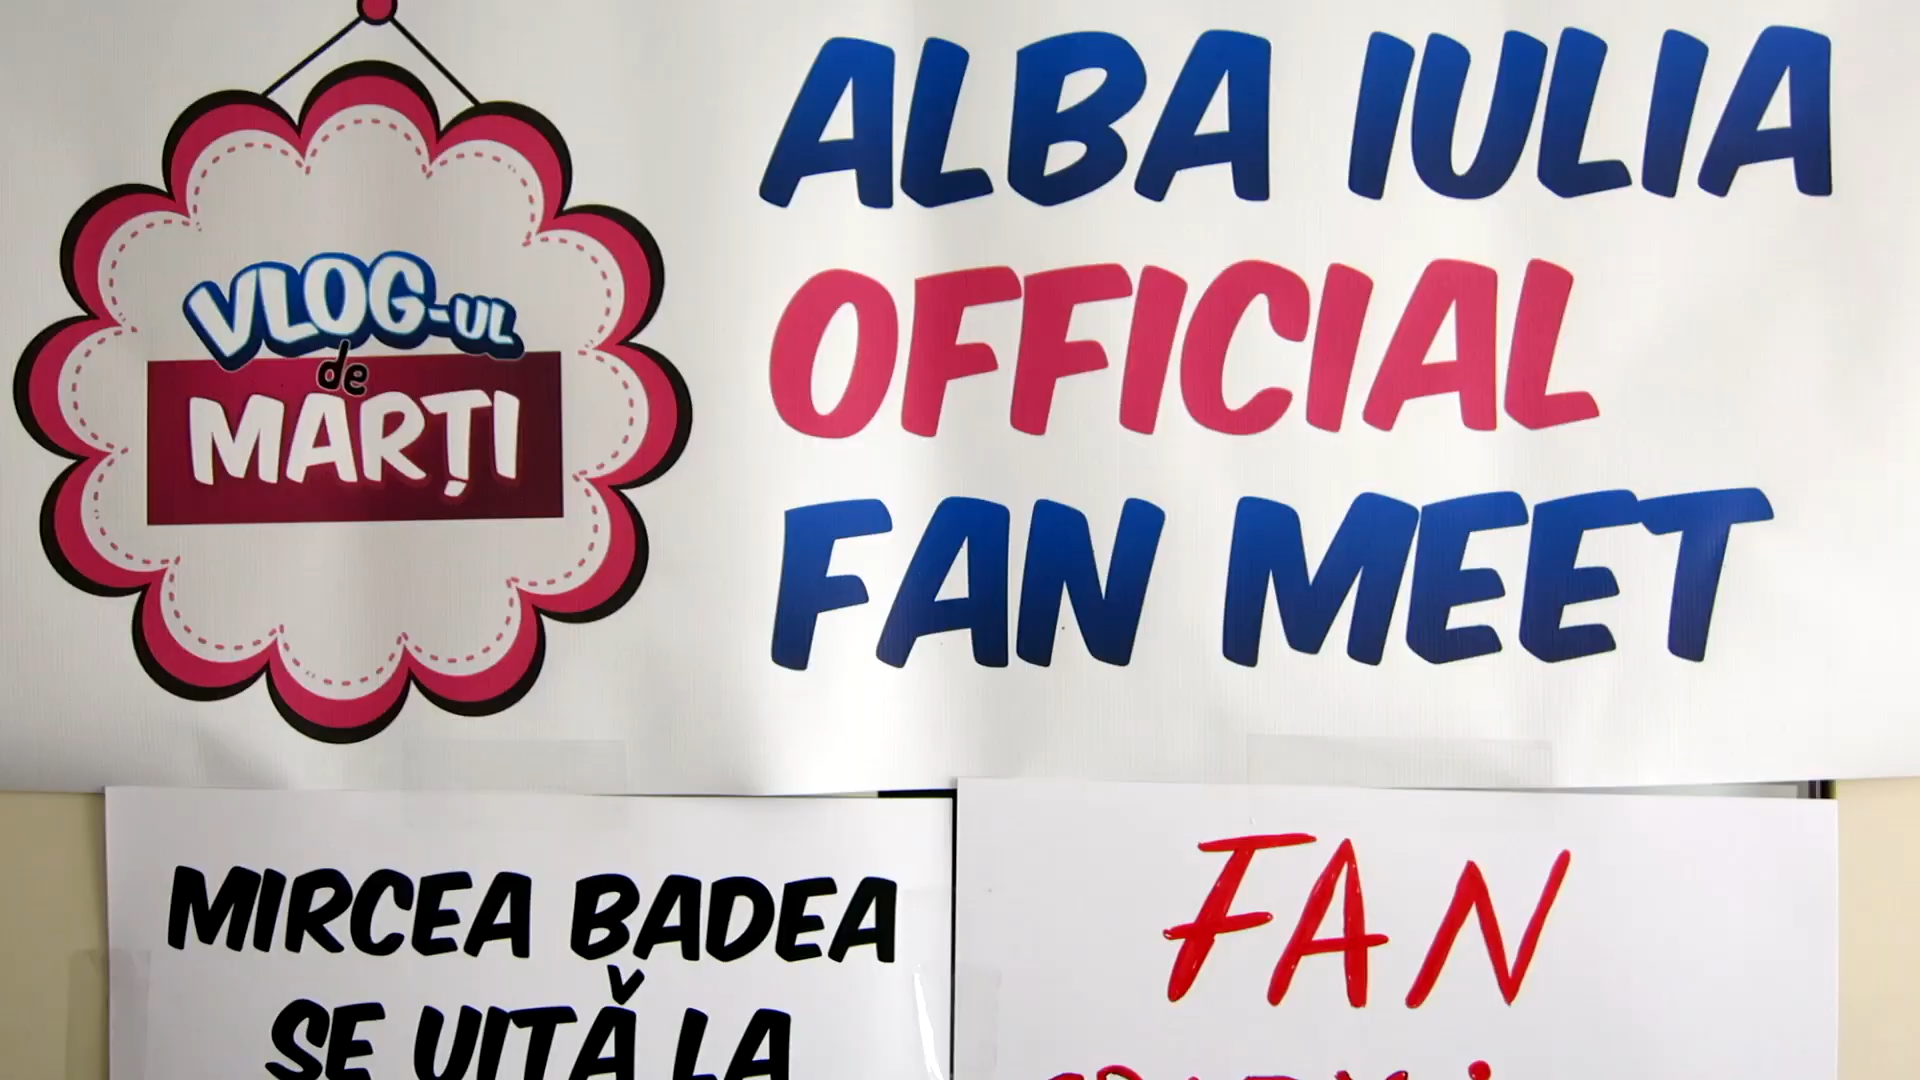 VLOG-UL
de
MARȚI
ALBA IULIA
OFFICIAL
FAN MEET
MIRCEA BADEA
SE UITĂ LA
FAN